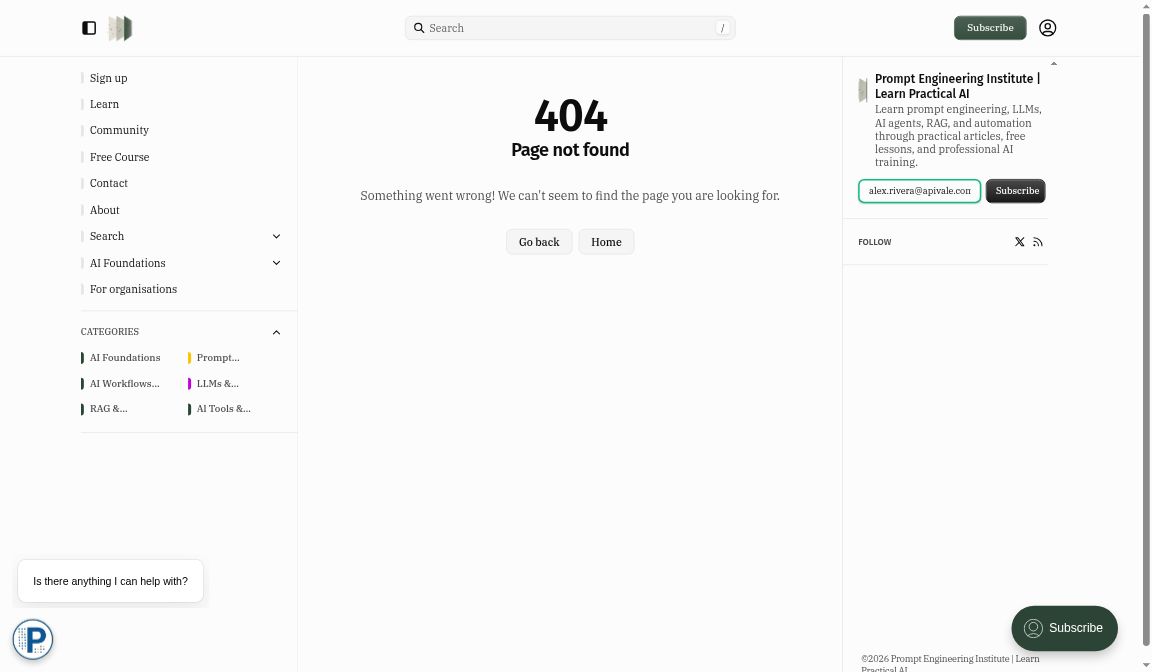 Search
/
Subscribe
Sign up
Learn
Community
Free Course
Contact
About
Search
AI Foundations
For organisations
CATEGORIES
AI Foundations
Prompt...
AI Workflows...
LLMs &...
RAG &...
AI Tools &...
404
Page not found
Something went wrong! We can't seem to find the page you are looking for.
Go back
Home
Prompt Engineering Institute |
Learn Practical AI
Learn prompt engineering, LLMs,
AI agents, RAG, and automation
through practical articles, free
lessons, and professional AI
training.
alex.rivera@apivale.com
Subscribe
FOLLOW
Is there anything I can help with?
P
Subscribe
©2026 Prompt Engineering Institute | Learn
Practical AI